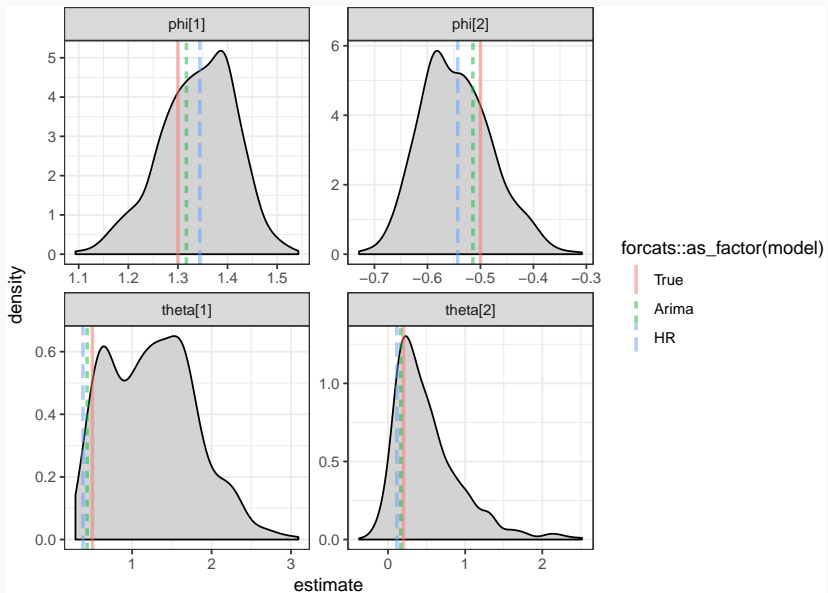 phi[1]
phi[2]
5
4
3
2
1
0
1.1 1.2 1.3 1.4 1.5
6
4
2
0
−0.7 −0.6 −0.5 −0.4 −0.3
theta[1]
theta[2]
0.6
0.4
0.2
0.0
1 2 3
1.0
0.5
0.0
0 1 2
density
estimate
forcats::as_factor(model)
True
Arima
HR